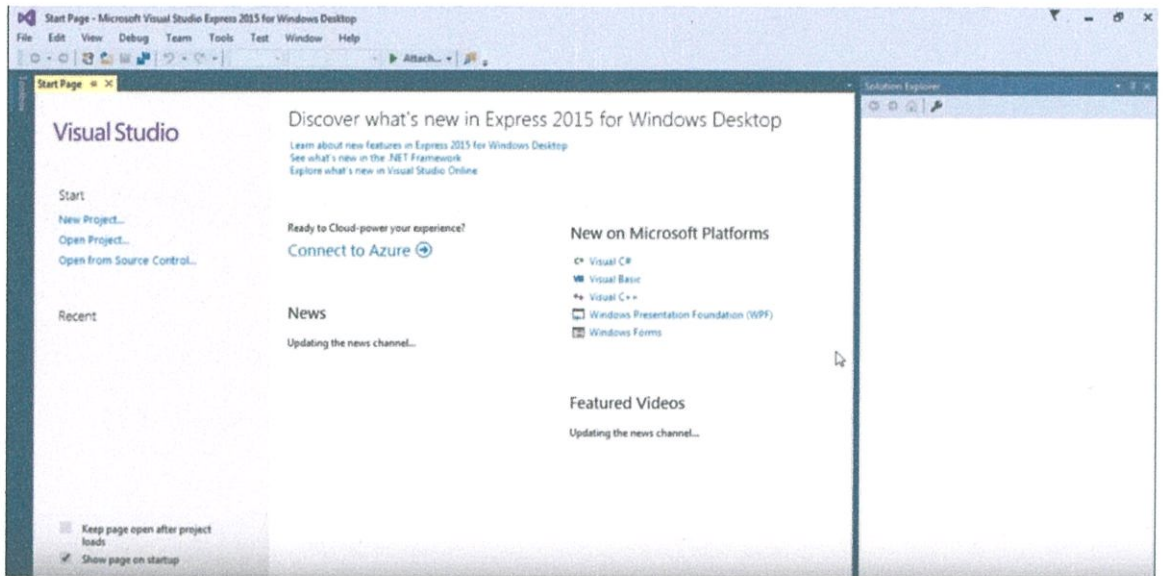 Start Page - Microsoft Visual Studio Express 2015 for Windows Desktop
File Edit View Debug Team Tools Test Window Help
Attach...
Toolbox
Start Page
Solution Explorer
Visual Studio
Discover what's new in Express 2015 for Windows Desktop
Learn about new features in Express 2015 for Windows Desktop
See what's new in the .NET Framework
Explore what's new in Visual Studio Online
Start
New Project...
Open Project...
Open from Source Control...
Recent
Ready to Cloud-power your experience?
Connect to Azure
News
Updating the news channel...
New on Microsoft Platforms
Visual C#
Visual Basic
Visual C++
Windows Presentation Foundation (WPF)
Windows Forms
Featured Videos
Updating the news channel...
Keep page open after project
loads
Show page on startup